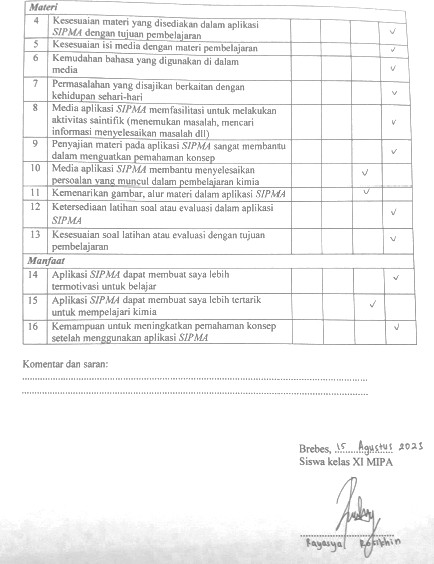 Materi
4 Kesesuaian materi yang disediakan dalam aplikasi
SIPMA dengan tujuan pembelajaran ✓
5 Kesesuaian isi media dengan materi pembelajaran ✓
6 Kemudahan bahasa yang digunakan di dalam
media ✓
7 Permasalahan yang disajikan berkaitan dengan
kehidupan sehari-hari ✓
8 Media aplikasi SIPMA memfasilitasi untuk melakukan
aktivitas saintifik (menemukan masalah, mencari
informasi menyelesaikan masalah dll) ✓
9 Penyajian materi pada aplikasi SIPMA sangat membantu
dalam menguatkan pemahaman konsep ✓
10 Media aplikasi SIPMA membantu menyelesaikan
persoalan yang muncul dalam pembelajaran kimia ✓
11 Kemenarikan gambar, alur materi dalam aplikasi SIPMA ✓
12 Ketersediaan latihan soal atau evaluasi dalam aplikasi
SIPMA ✓
13 Kesesuaian soal latihan atau evaluasi dengan tujuan
pembelajaran ✓
Manfaat
14 Aplikasi SIPMA dapat membuat saya lebih
termotivasi untuk belajar ✓
15 Aplikasi SIPMA dapat membuat saya lebih tertarik
untuk mempelajari kimia ✓
16 Kemampuan untuk meningkatkan pemahaman konsep
setelah menggunakan aplikasi SIPMA ✓
Komentar dan saran:
Brebes, 15 Agustus 2023
Siswa kelas XI MIPA